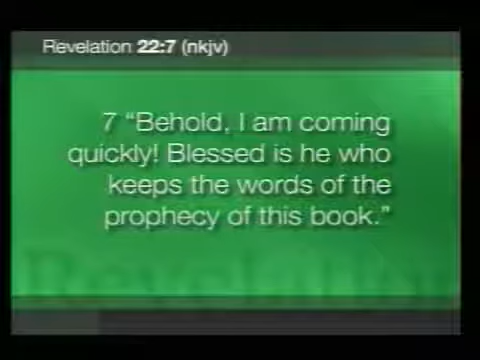 Revelation 22:7 (nkjv)
7 “Behold, I am coming
quickly! Blessed is he who
keeps the words of the
prophecy of this book.”
Revelation